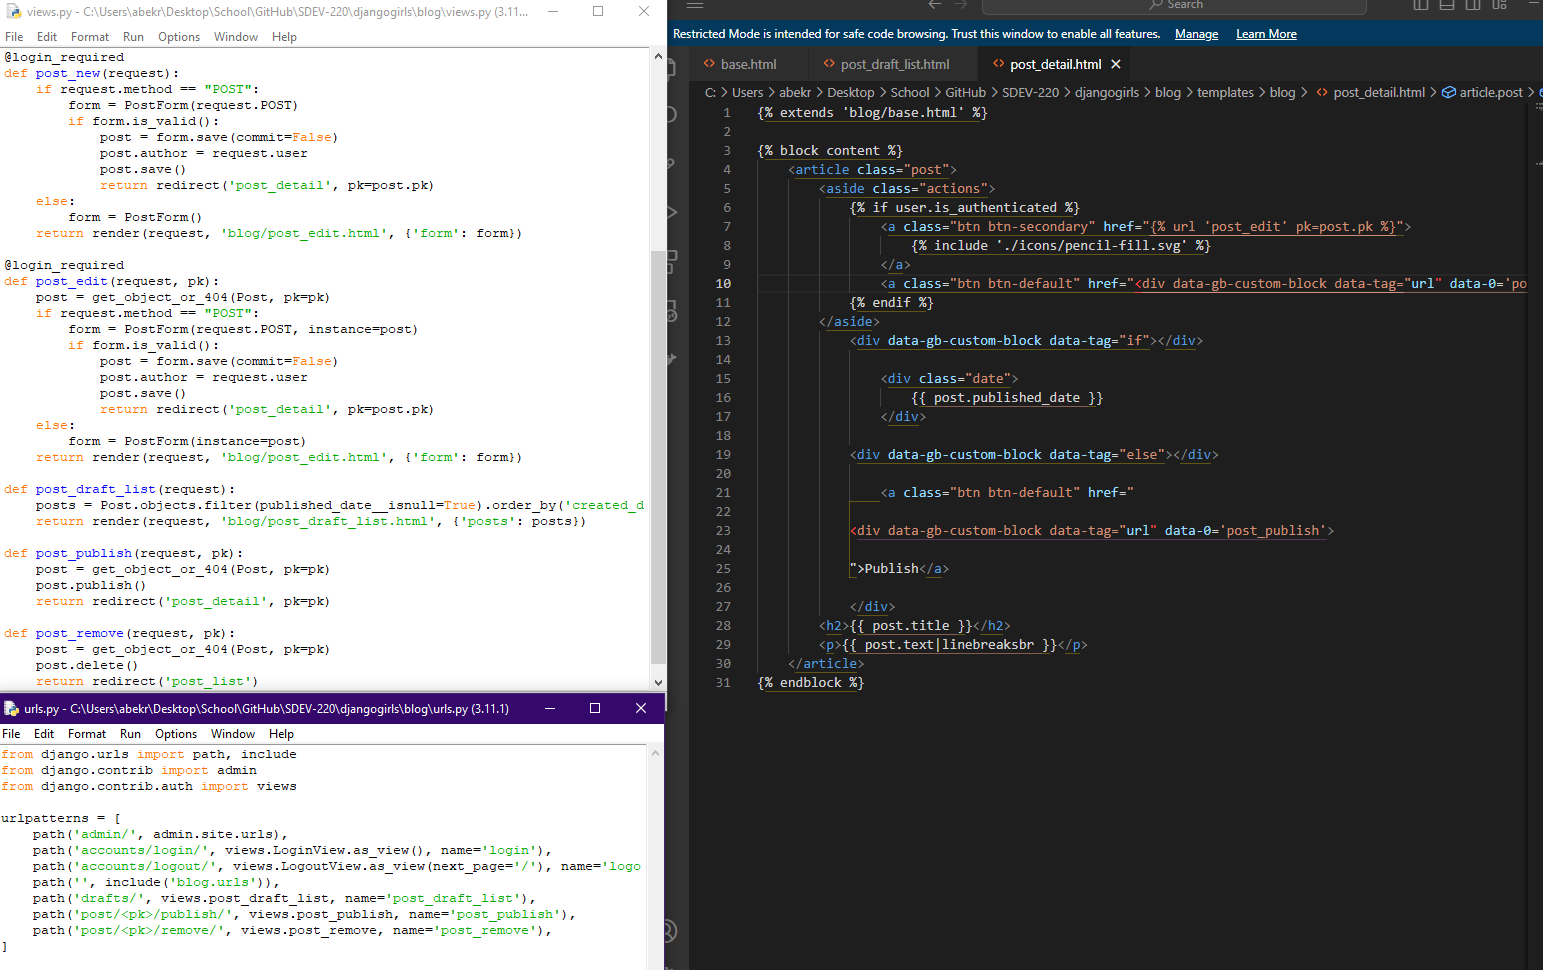 views.py - C:\Users\abekr\Desktop\School\GitHub\SDEV-220\djangogirls\blog\views.py (3.11...
File Edit Format Run Options Window Help
@login_required
def post_new(request):
    if request.method == "POST":
        form = PostForm(request.POST)
        if form.is_valid():
            post = form.save(commit=False)
            post.author = request.user
            post.save()
            return redirect('post_detail', pk=post.pk)
    else:
        form = PostForm()
    return render(request, 'blog/post_edit.html', {'form': form})
@login_required
def post_edit(request, pk):
    post = get_object_or_404(Post, pk=pk)
    if request.method == "POST":
        form = PostForm(request.POST, instance=post)
        if form.is_valid():
            post = form.save(commit=False)
            post.author = request.user
            post.save()
            return redirect('post_detail', pk=post.pk)
    else:
        form = PostForm(instance=post)
    return render(request, 'blog/post_edit.html', {'form': form})
def post_draft_list(request):
    posts = Post.objects.filter(published_date__isnull=True).order_by('created_d
    return render(request, 'blog/post_draft_list.html', {'posts': posts})
def post_publish(request, pk):
    post = get_object_or_404(Post, pk=pk)
    post.publish()
    return redirect('post_detail', pk=pk)
def post_remove(request, pk):
    post = get_object_or_404(Post, pk=pk)
    post.delete()
    return redirect('post_list')
urls.py - C:\Users\abekr\Desktop\School\GitHub\SDEV-220\djangogirls\blog\urls.py (3.11.1)
File Edit Format Run Options Window Help
from django.urls import path, include
from django.contrib import admin
from django.contrib.auth import views
urlpatterns = [
    path('admin/', admin.site.urls),
    path('accounts/login/', views.LoginView.as_view(), name='login'),
    path('accounts/logout/', views.LogoutView.as_view(next_page='/'), name='logo
    path('', include('blog.urls')),
    path('drafts/', views.post_draft_list, name='post_draft_list'),
    path('post/<pk>/publish/', views.post_publish, name='post_publish'),
    path('post/<pk>/remove/', views.post_remove, name='post_remove'),
]
Search
Restricted Mode is intended for safe code browsing. Trust this window to enable all features. Manage Learn More
base.html post_draft_list.html post_detail.html
C: > Users > abekr > Desktop > School > GitHub > SDEV-220 > djangogirls > blog > templates > blog > post_detail.html > article.post >
1 {% extends 'blog/base.html' %}
2
3 {% block content %}
4     <article class="post">
5         <aside class="actions">
6             {% if user.is_authenticated %}
7                 <a class="btn btn-secondary" href="{% url 'post_edit' pk=post.pk %}">
8                     {% include './icons/pencil-fill.svg' %}
9                 </a>
10                 <a class="btn btn-default" href="<div data-gb-custom-block data-tag="url" data-0='po
11             {% endif %}
12         </aside>
13             <div data-gb-custom-block data-tag="if"></div>
14
15                 <div class="date">
16                     {{ post.published_date }}
17                 </div>
18
19             <div data-gb-custom-block data-tag="else"></div>
20
21                 <a class="btn btn-default" href="
22
23             <div data-gb-custom-block data-tag="url" data-0='post_publish'>
24
25             ">Publish</a>
26
27             </div>
28         <h2>{{ post.title }}</h2>
29         <p>{{ post.text|linebreaksbr }}</p>
30     </article>
31 {% endblock %}